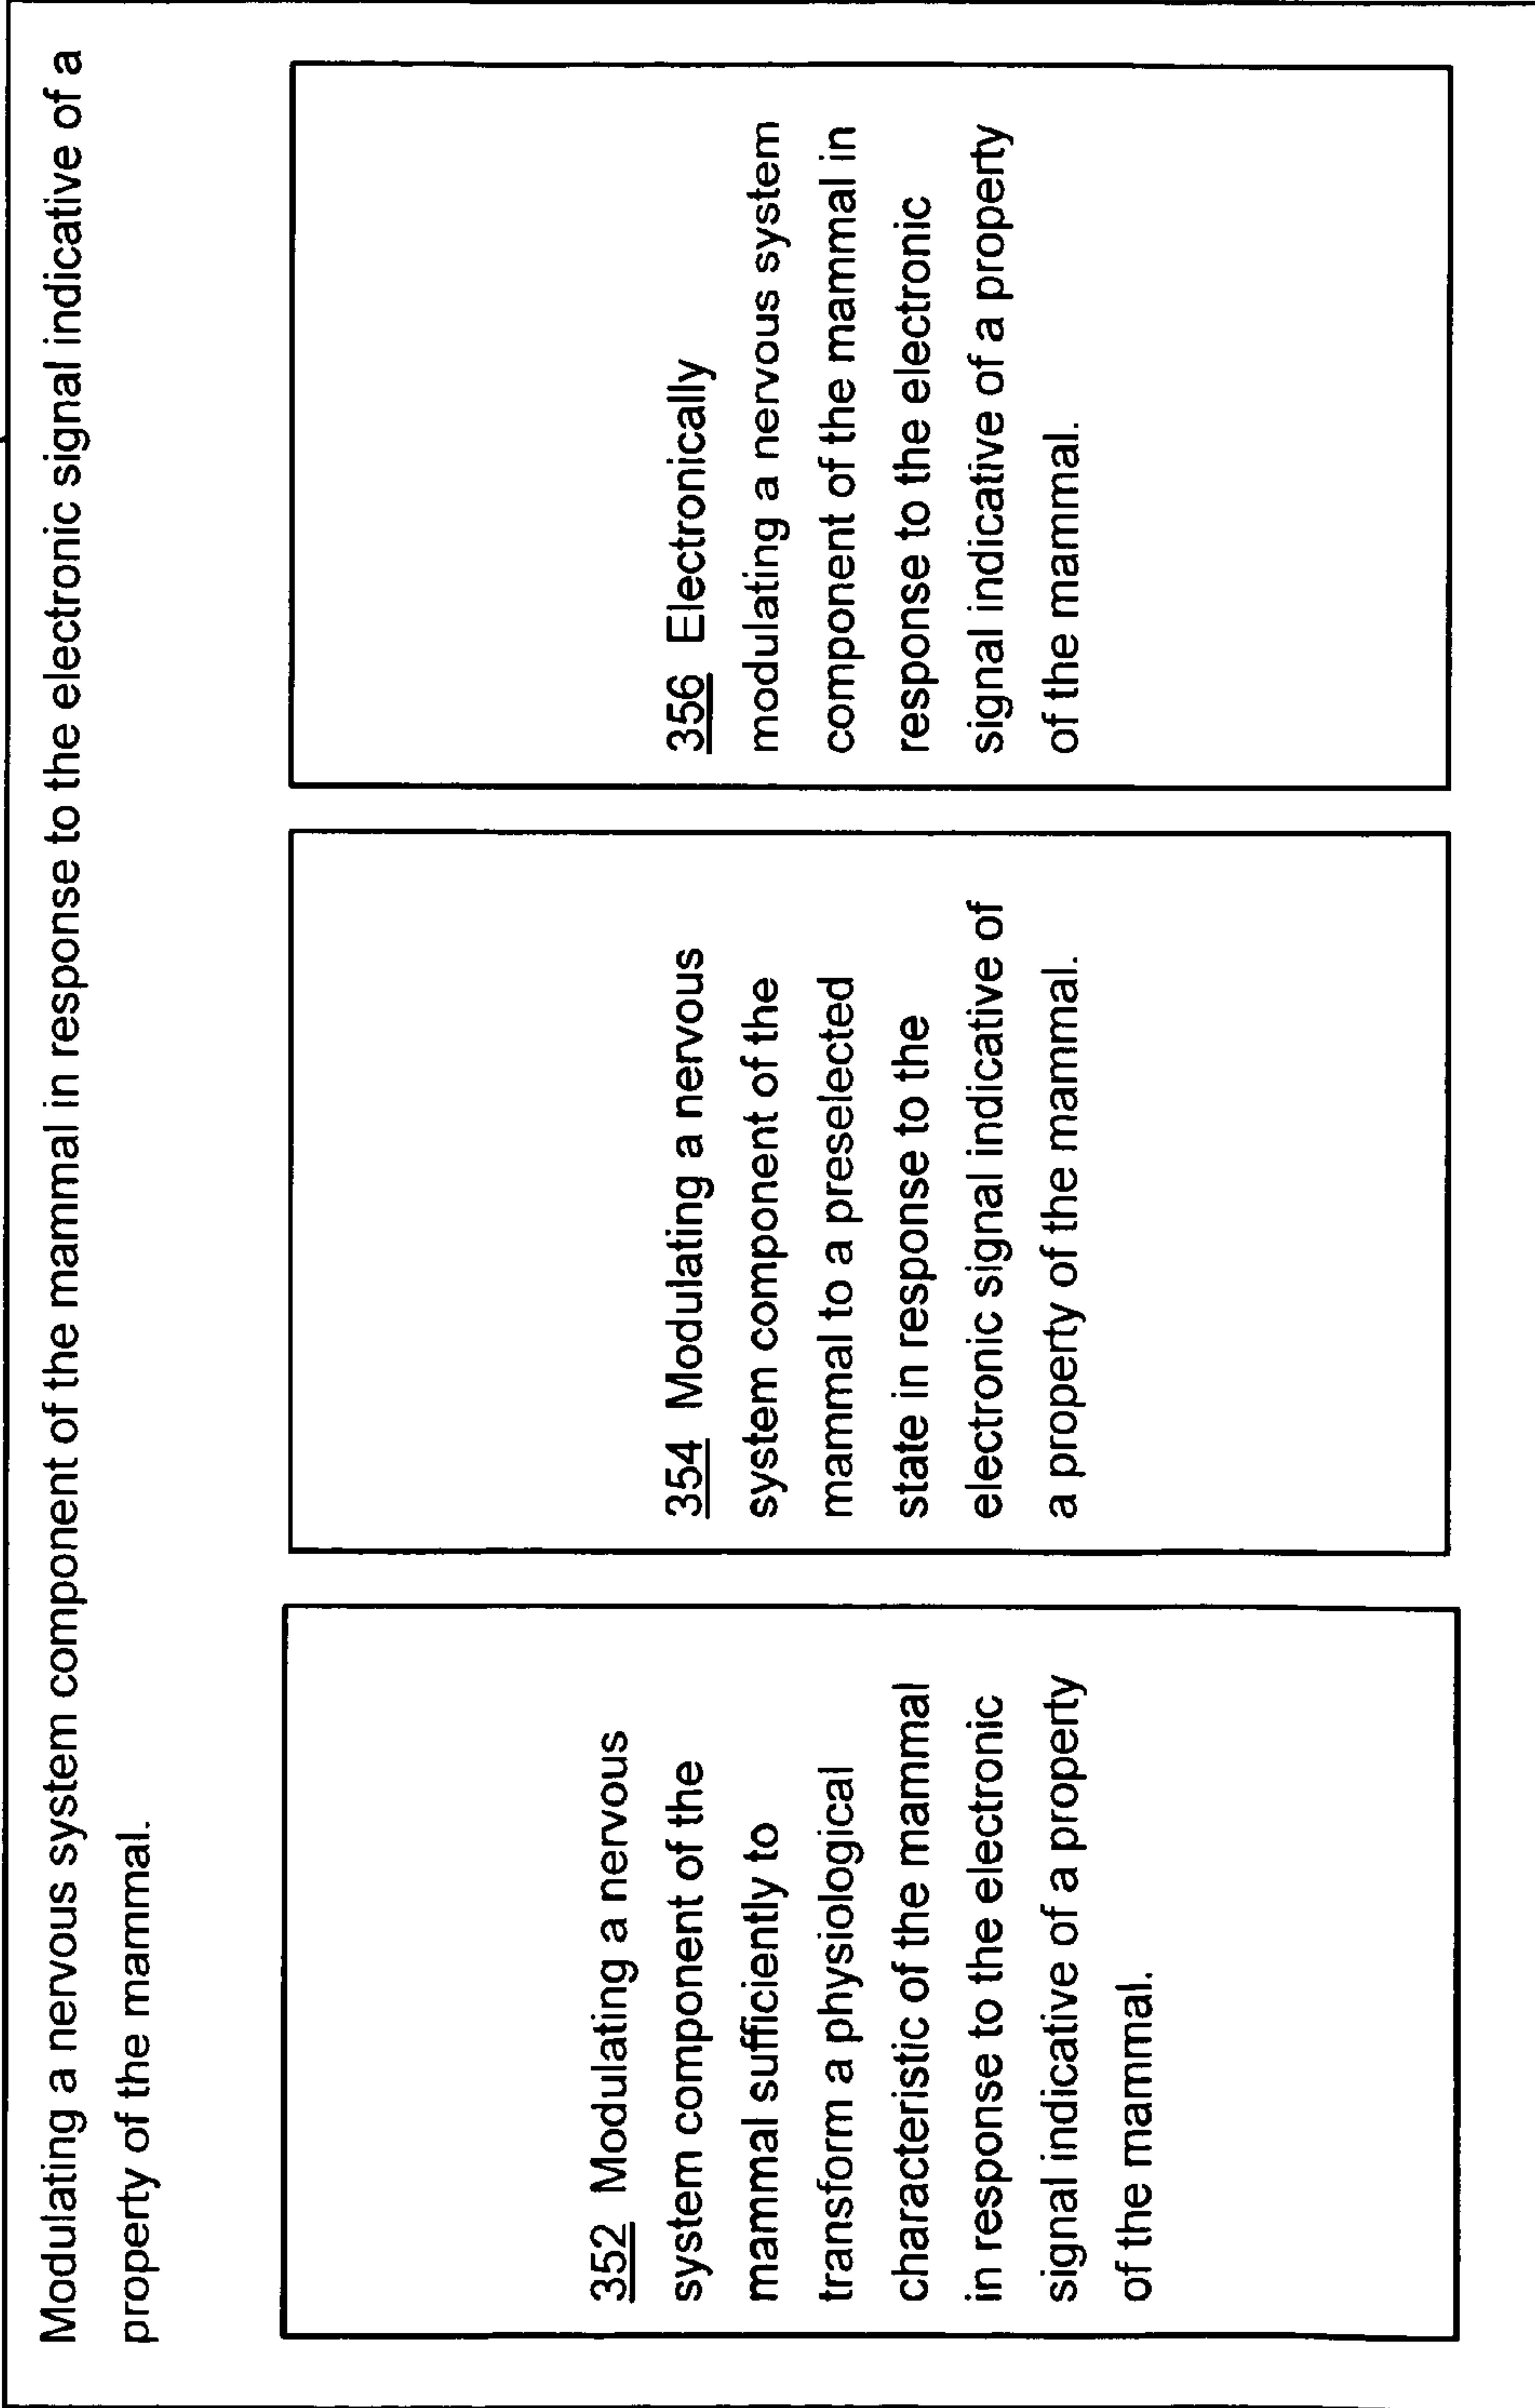 Modulating a nervous system component of the mammal in response to the electronic signal indicative of a
property of the mammal.
352 Modulating a nervous
system component of the
mammal sufficiently to
transform a physiological
characteristic of the mammal
in response to the electronic
signal indicative of a property
of the mammal.
354 Modulating a nervous
system component of the
mammal to a preselected
state in response to the
electronic signal indicative of
a property of the mammal.
356 Electronically
modulating a nervous system
component of the mammal in
response to the electronic
signal indicative of a property
of the mammal.